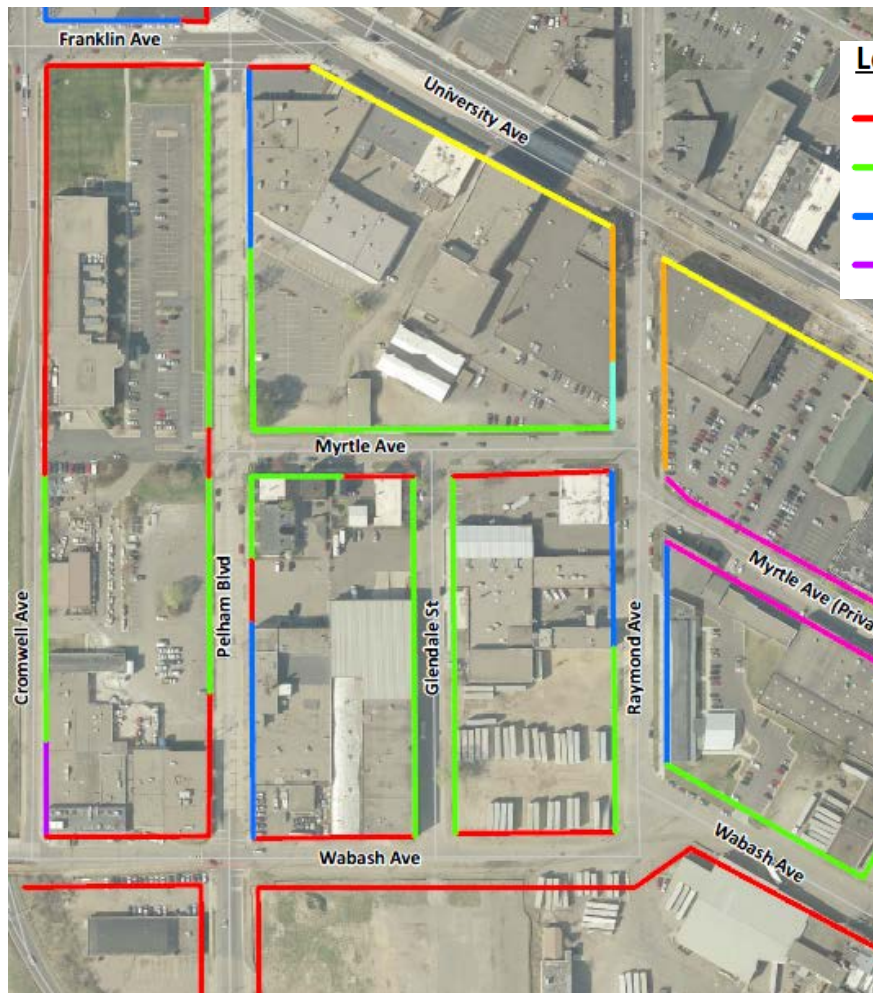 Franklin Ave
University Ave
Myrtle Ave
Cromwell Ave
Pelham Blvd
Glendale St
Raymond Ave
Myrtle Ave (Priva
Wabash Ave
Wabash Ave